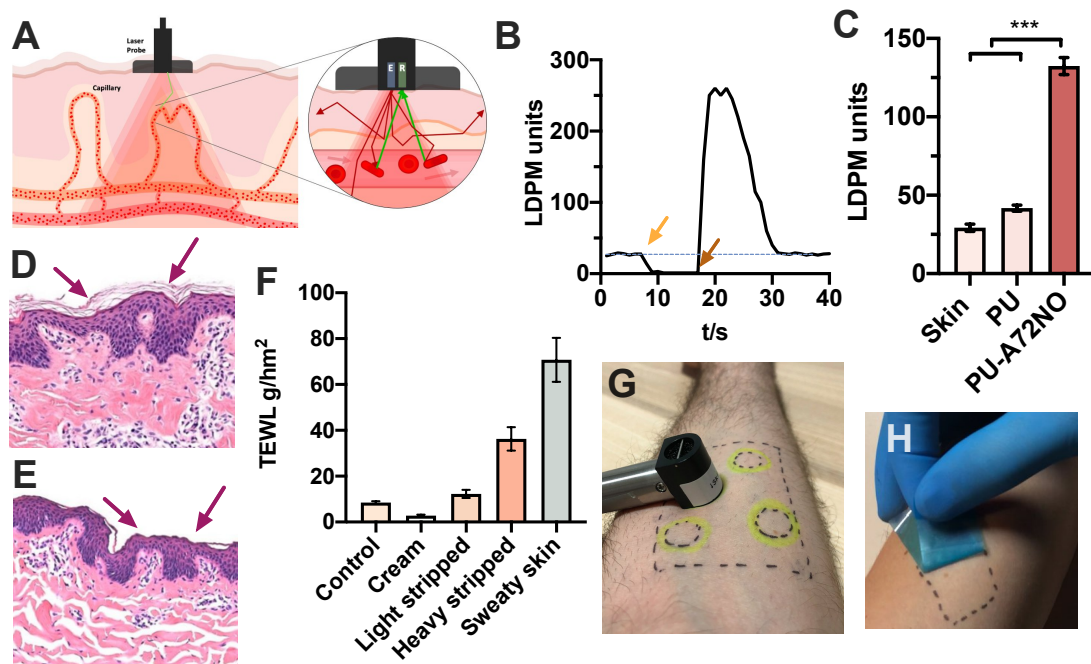 A
Laser
Probe
Capillary
E R
B
LDPM units
300
200
100
0
0 10 20 30 40
t/s
C
***
LDPM units
150
100
50
0
Skin
PU
PU-A72NO
D
E
F
TEWL g/hm²
100
80
60
40
20
0
Control
Cream
Light stripped
Heavy stripped
Sweaty skin
G
H